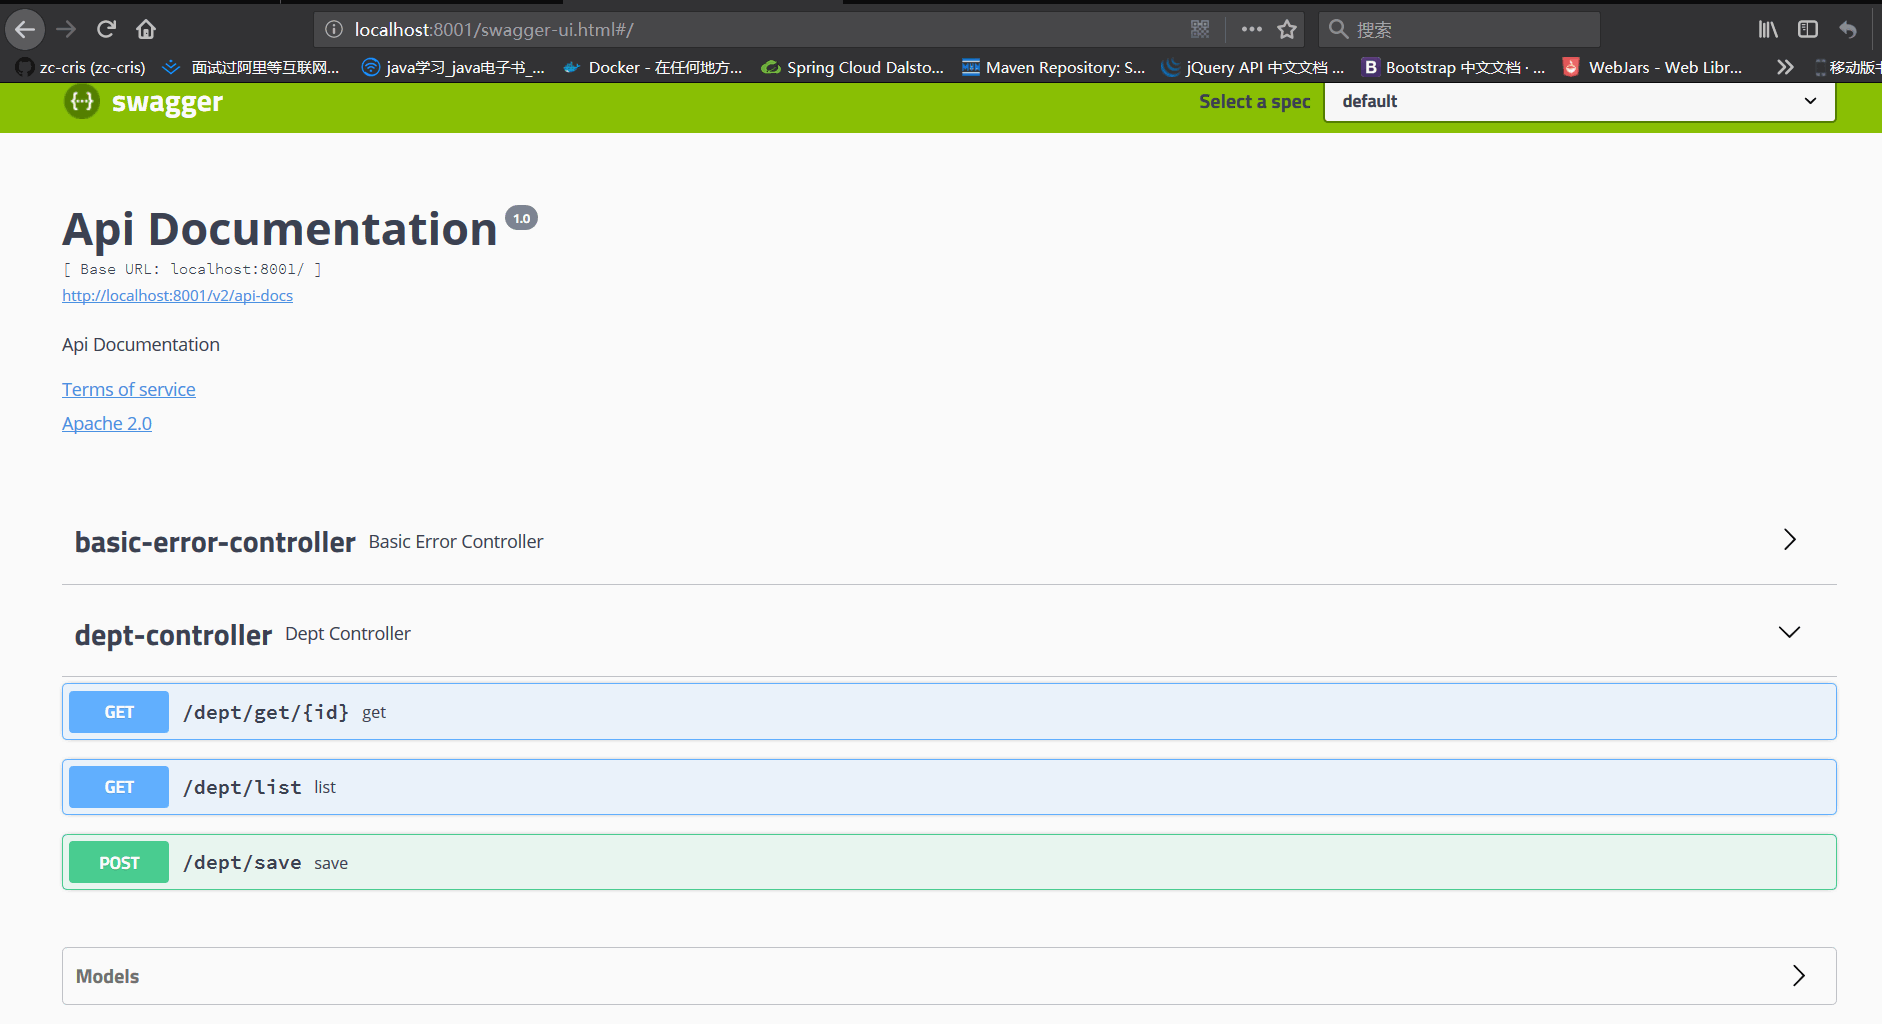 localhost:8001/swagger-ui.html#/
搜索
zc-cris (zc-cris) 面试过阿里等互联网... java学习_java电子书_... Docker - 在任何地方... Spring Cloud Dalsto... Maven Repository: S... jQuery API 中文文档 ... Bootstrap 中文文档 · ... WebJars - Web Libr... 移动版书
swagger
Select a spec default
Api Documentation 1.0
[ Base URL: localhost:8001/ ]
http://localhost:8001/v2/api-docs
Api Documentation
Terms of service
Apache 2.0
basic-error-controller Basic Error Controller
dept-controller Dept Controller
GET /dept/get/{id} get
GET /dept/list list
POST /dept/save save
Models